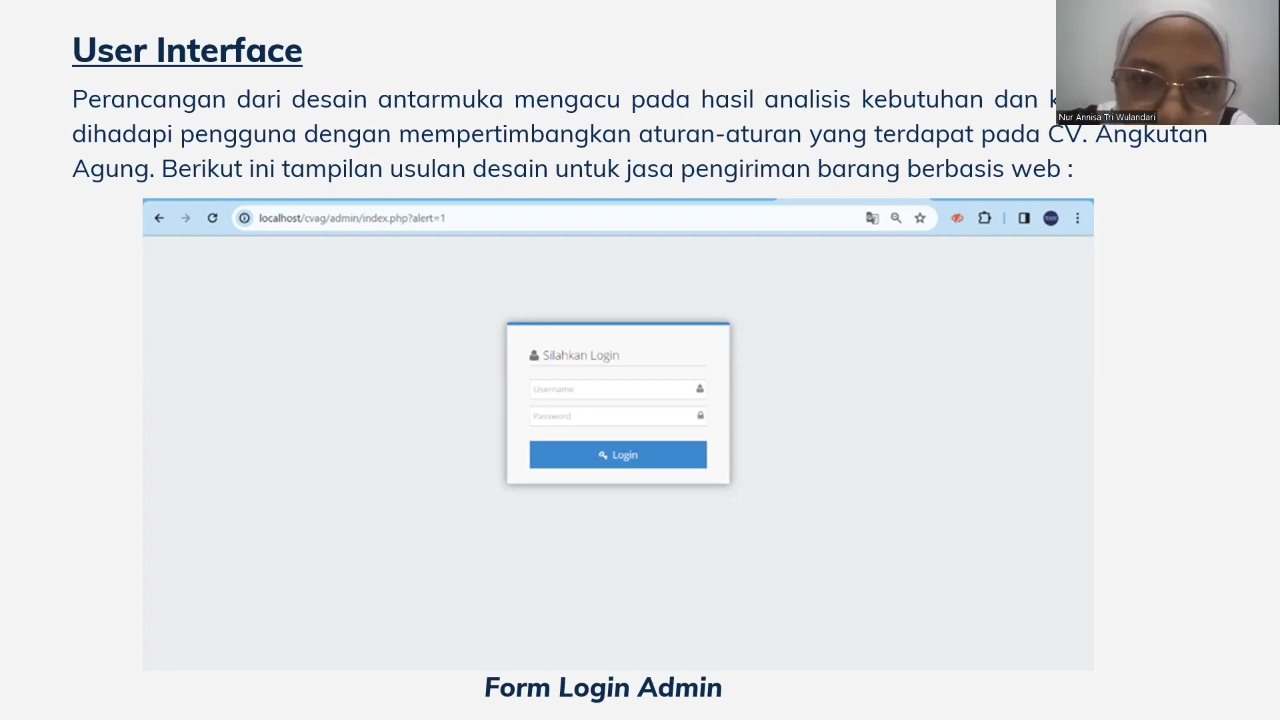 User Interface
Perancangan dari desain antarmuka mengacu pada hasil analisis kebutuhan dan
dihadapi pengguna dengan mempertimbangkan aturan-aturan yang terdapat pada CV. Angkutan
Agung. Berikut ini tampilan usulan desain untuk jasa pengiriman barang berbasis web :
Nur Annisa Tri Wulandari
localhost/cvag/admin/index.php?alert=1
Silahkan Login
Username
Password
Login
Form Login Admin